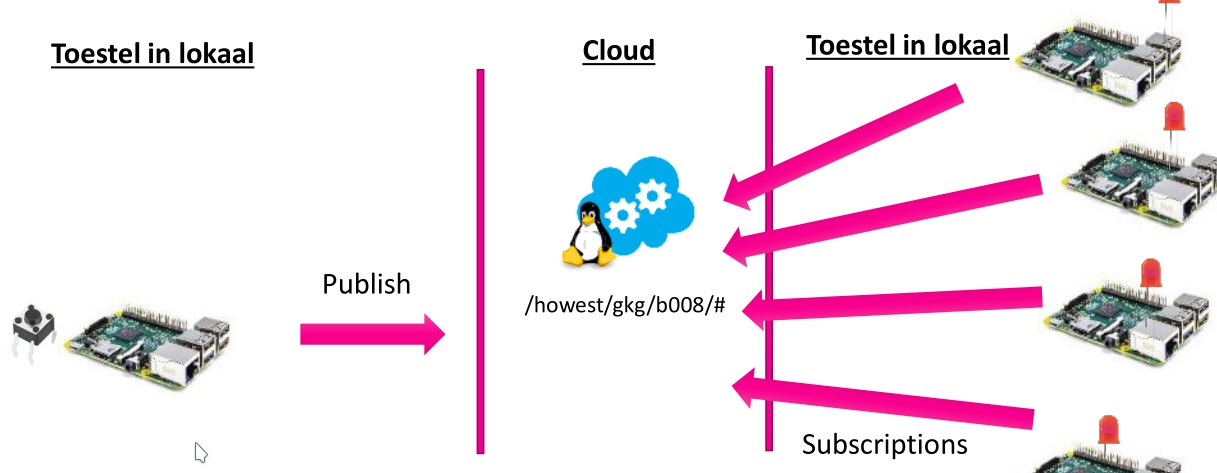 Toestel in lokaal
Cloud
Toestel in lokaal
Publish
/howest/gkg/b008/#
Subscriptions